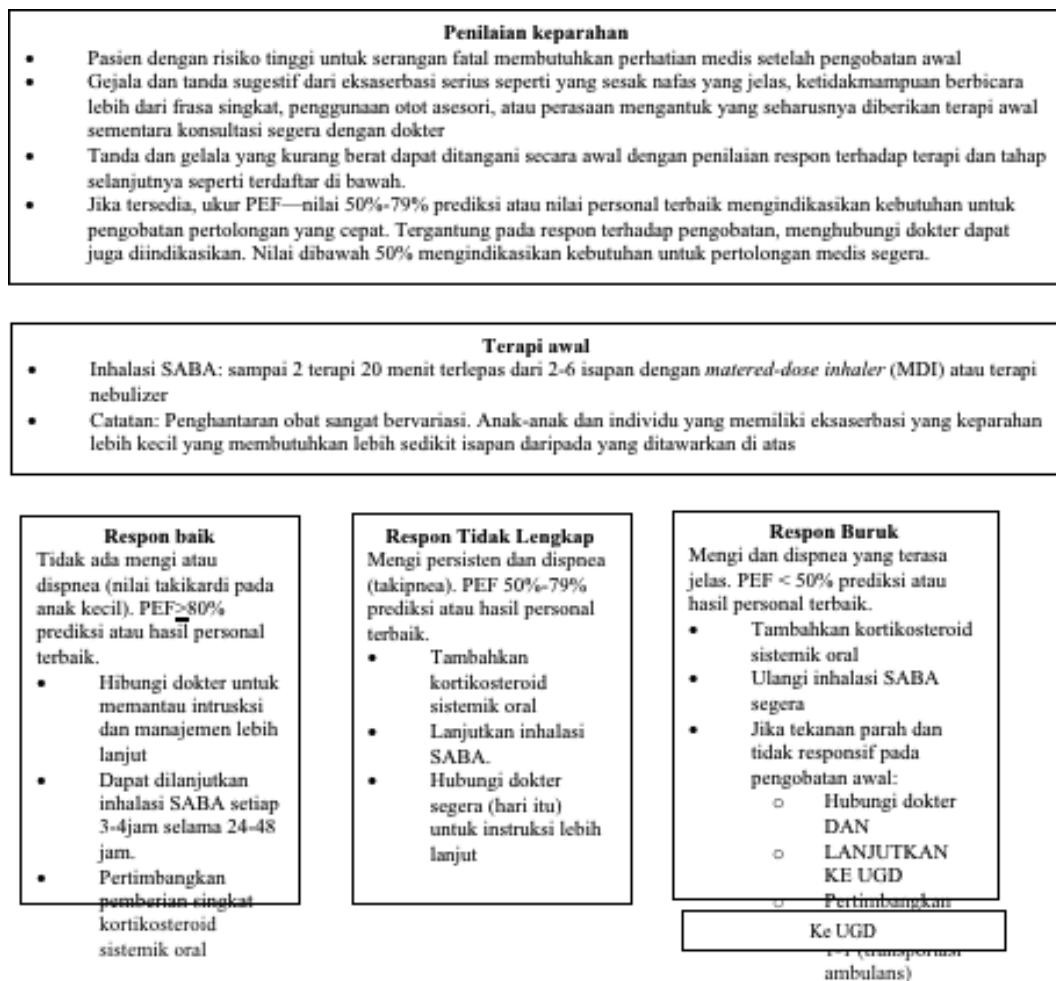 Penilaian keparahan
• Pasien dengan risiko tinggi untuk serangan fatal membutuhkan perhatian medis setelah pengobatan awal
• Gejala dan tanda sugestif dari eksaserbasi serius seperti yang sesak nafas yang jelas, ketidakmampuan berbicara
lebih dari frasa singkat, penggunaan otot asesori, atau perasaan mengantuk yang seharusnya diberikan terapi awal
sementara konsultasi segera dengan dokter
• Tanda dan gelala yang kurang berat dapat ditangani secara awal dengan penilaian respon terhadap terapi dan tahap
selanjutnya seperti terdaftar di bawah.
• Jika tersedia, ukur PEF—nilai 50%-79% prediksi atau nilai personal terbaik mengindikasikan kebutuhan untuk
pengobatan pertolongan yang cepat. Tergantung pada respon terhadap pengobatan, menghubungi dokter dapat
juga diindikasikan. Nilai dibawah 50% mengindikasikan kebutuhan untuk pertolongan medis segera.
Terapi awal
• Inhalasi SABA: sampai 2 terapi 20 menit terlepas dari 2-6 isapan dengan matered-dose inhaler (MDI) atau terapi
nebulizer
• Catatan: Penghantaran obat sangat bervariasi. Anak-anak dan individu yang memiliki eksaserbasi yang keparahan
lebih kecil yang membutuhkan lebih sedikit isapan daripada yang ditawarkan di atas
Respon baik
Tidak ada mengi atau
dispnea (nilai takikardi pada
anak kecil). PEF>80%
prediksi atau hasil personal
terbaik.
• Hibungi dokter untuk
memantau intrusksi
dan manajemen lebih
lanjut
• Dapat dilanjutkan
inhalasi SABA setiap
3-4jam selama 24-48
jam.
• Pertimbangkan
pemberian singkat
kortikosteroid
sistemik oral
Respon Tidak Lengkap
Mengi persisten dan dispnea
(takipnea). PEF 50%-79%
prediksi atau hasil personal
terbaik.
• Tambahkan
kortikosteroid
sistemik oral
• Lanjutkan inhalasi
SABA.
• Hubungi dokter
segera (hari itu)
untuk instruksi lebih
lanjut
Respon Buruk
Mengi dan dispnea yang terasa
jelas. PEF < 50% prediksi atau
hasil personal terbaik.
• Tambahkan kortikosteroid
sistemik oral
• Ulangi inhalasi SABA
segera
• Jika tekanan parah dan
tidak responsif pada
pengobatan awal:
o Hubungi dokter
DAN
o LANJUTKAN
KE UGD
o Pertimbangkan
Ke UGD
(transportasi
ambulans)